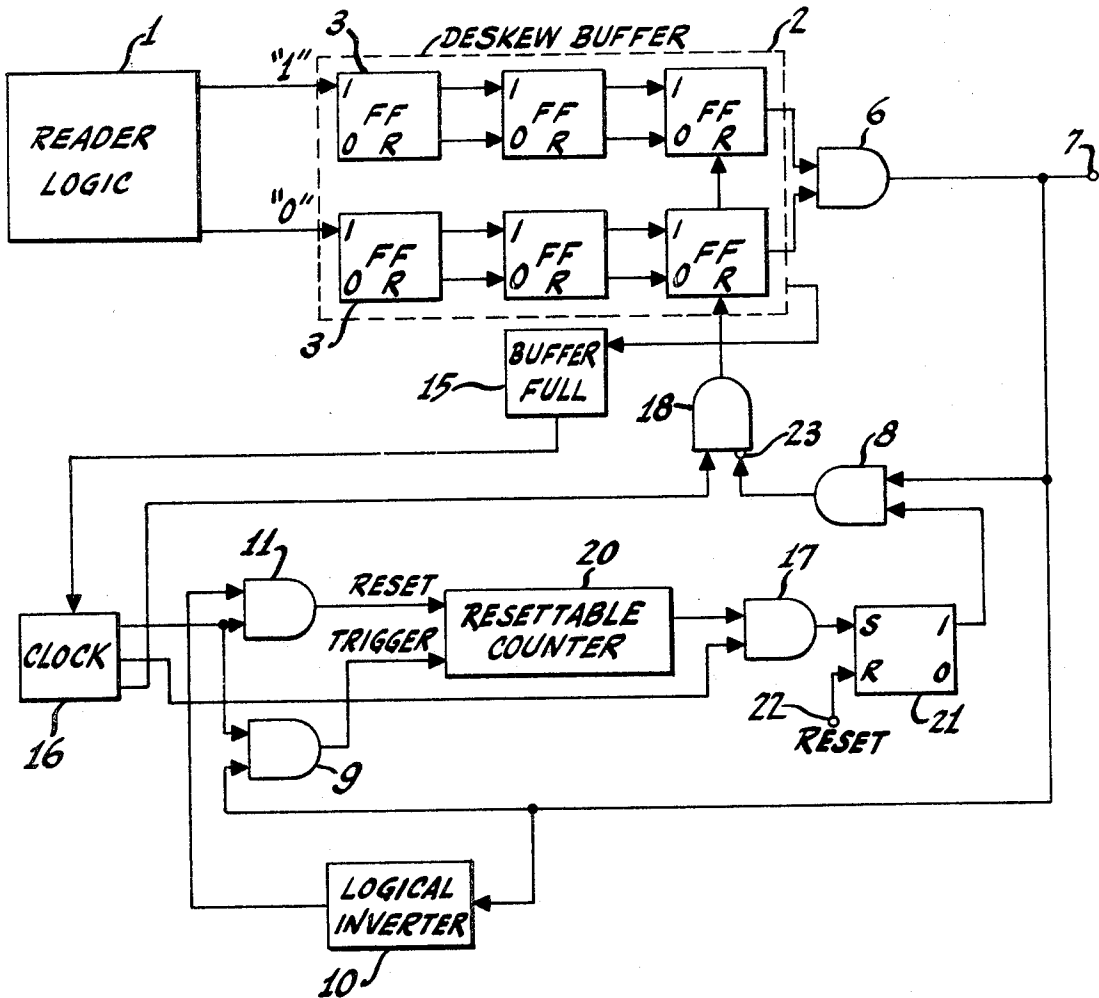 1
READER
LOGIC
"1"
"0"
3
DESKEW BUFFER
2
1 FF 0 R
1 FF 0 R
1 FF 0 R
1 FF 0 R
1 FF 0 R
1 FF 0 R
3
6
7
15
BUFFER
FULL
18
23
8
11
RESET
TRIGGER
20
RESETTABLE
COUNTER
17
S 1
R 0
21
22
RESET
CLOCK
16
9
LOGICAL
INVERTER
10